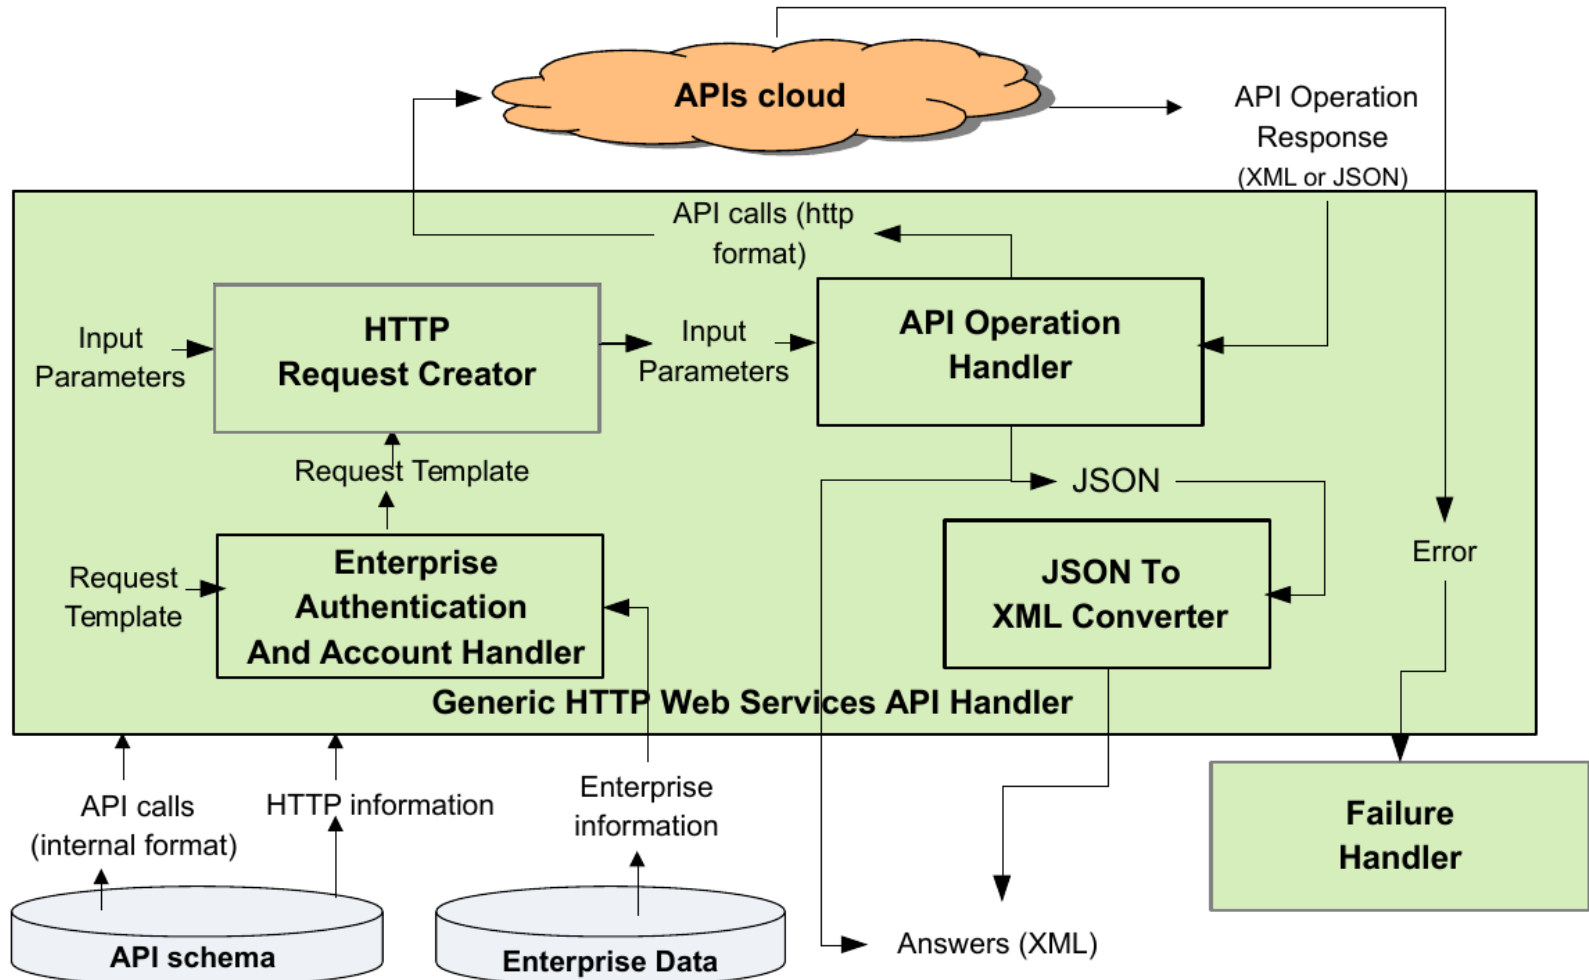 APIs cloud
API Operation
Response
(XML or JSON)
API calls (http
format)
Input
Parameters
HTTP
Request Creator
Input
Parameters
API Operation
Handler
Request Template
JSON
Request
Template
Enterprise
Authentication
And Account Handler
JSON To
XML Converter
Error
Generic HTTP Web Services API Handler
API calls
(internal format)
HTTP information
Enterprise
information
Failure
Handler
API schema
Enterprise Data
Answers (XML)